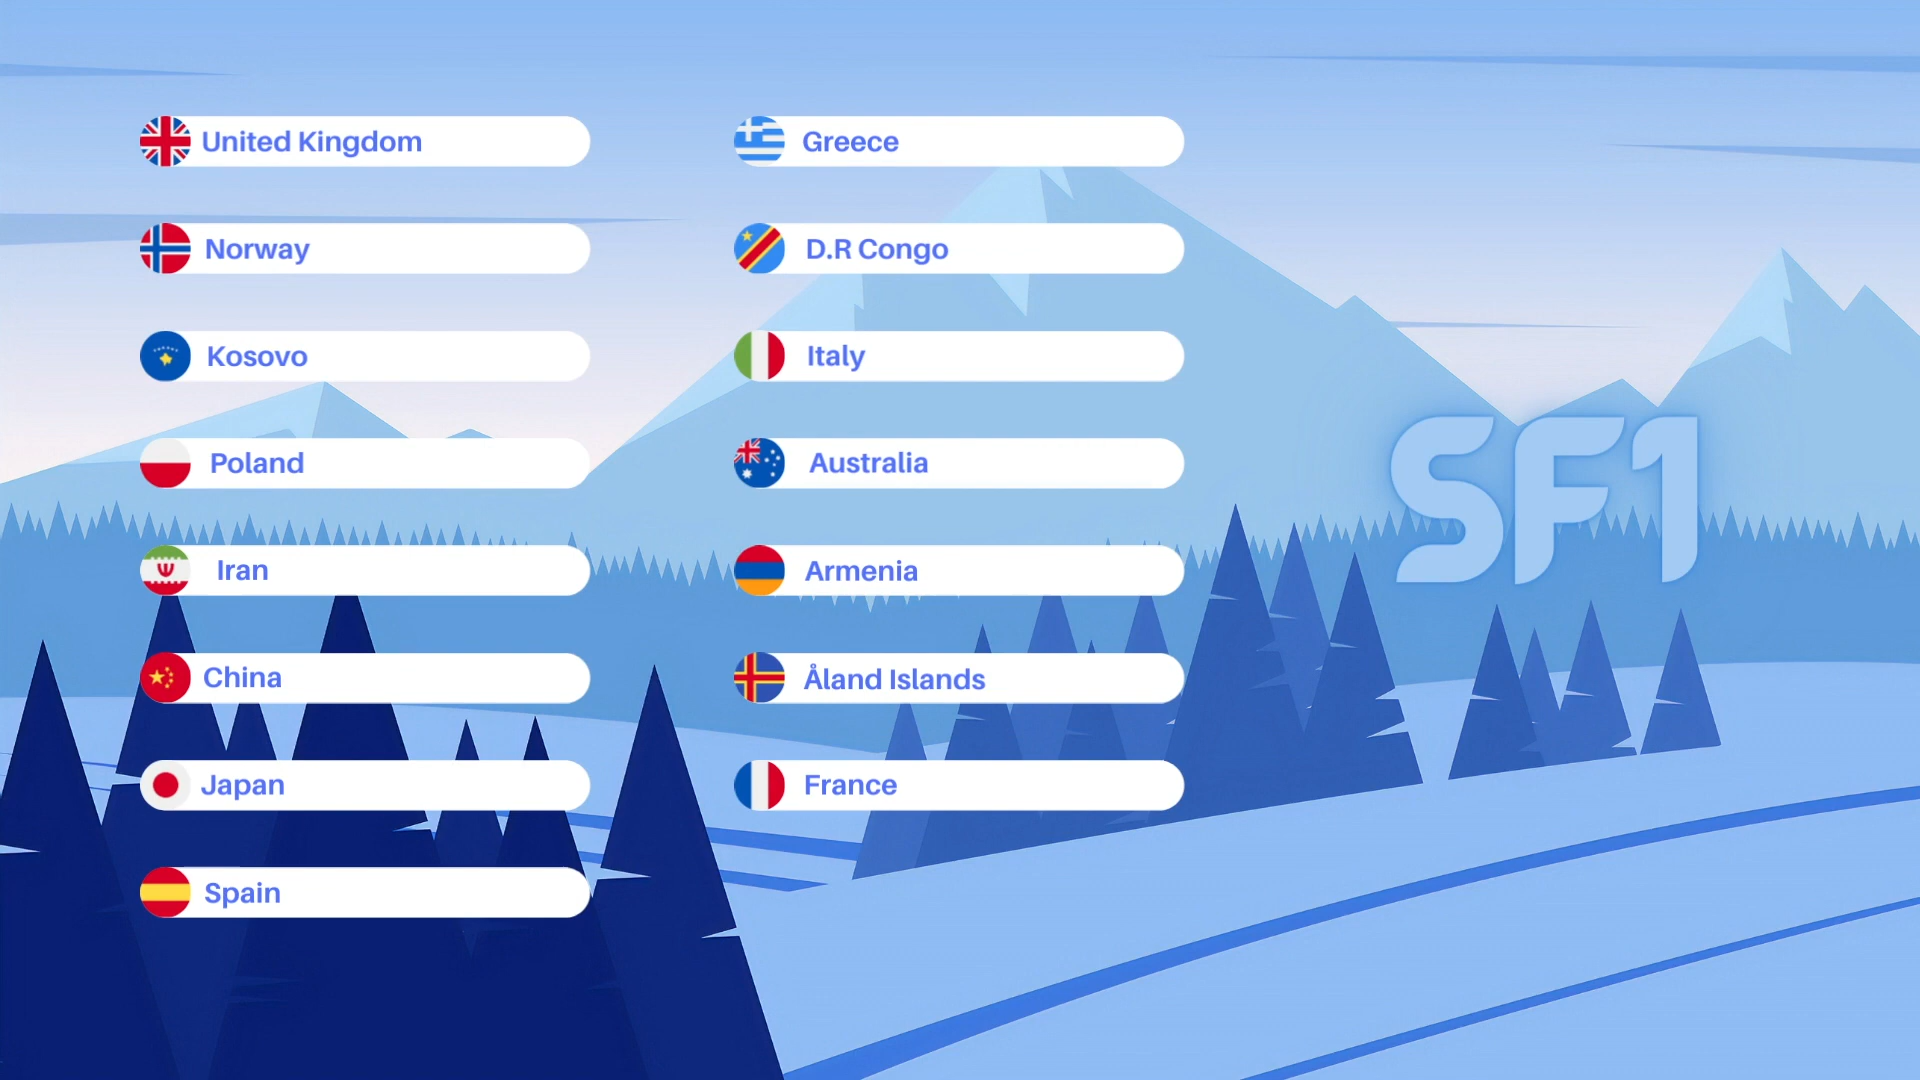 United Kingdom
Norway
Kosovo
Poland
Iran
China
Japan
Spain
Greece
D.R Congo
Italy
Australia
Armenia
Åland Islands
France
SF1